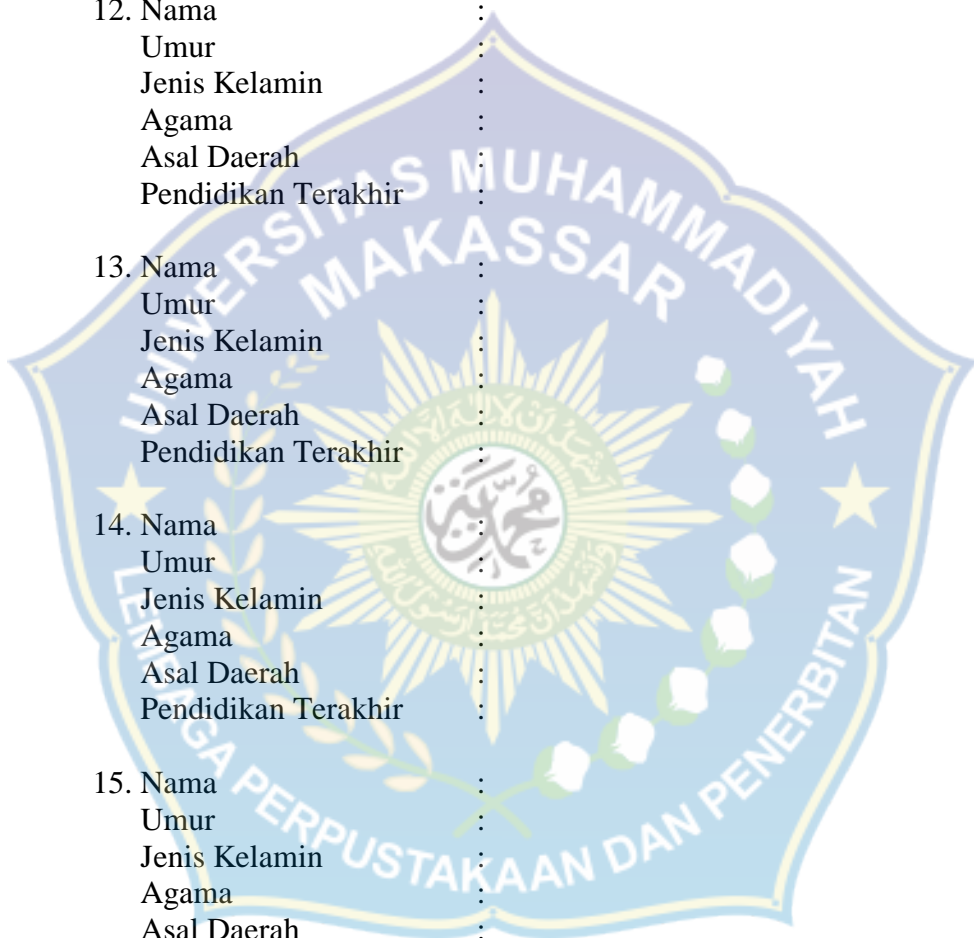 12. Nama :
Umur :
Jenis Kelamin :
Agama :
Asal Daerah :
Pendidikan Terakhir :
13. Nama :
Umur :
Jenis Kelamin :
Agama :
Asal Daerah :
Pendidikan Terakhir :
14. Nama :
Umur :
Jenis Kelamin :
Agama :
Asal Daerah :
Pendidikan Terakhir :
15. Nama :
Umur :
Jenis Kelamin :
Agama :
Asal Daerah :
UNIVERSITAS MUHAMMADIYAH
MAKASSAR
LEMBAGA PERPUSTAKAAN DAN PENERBITAN